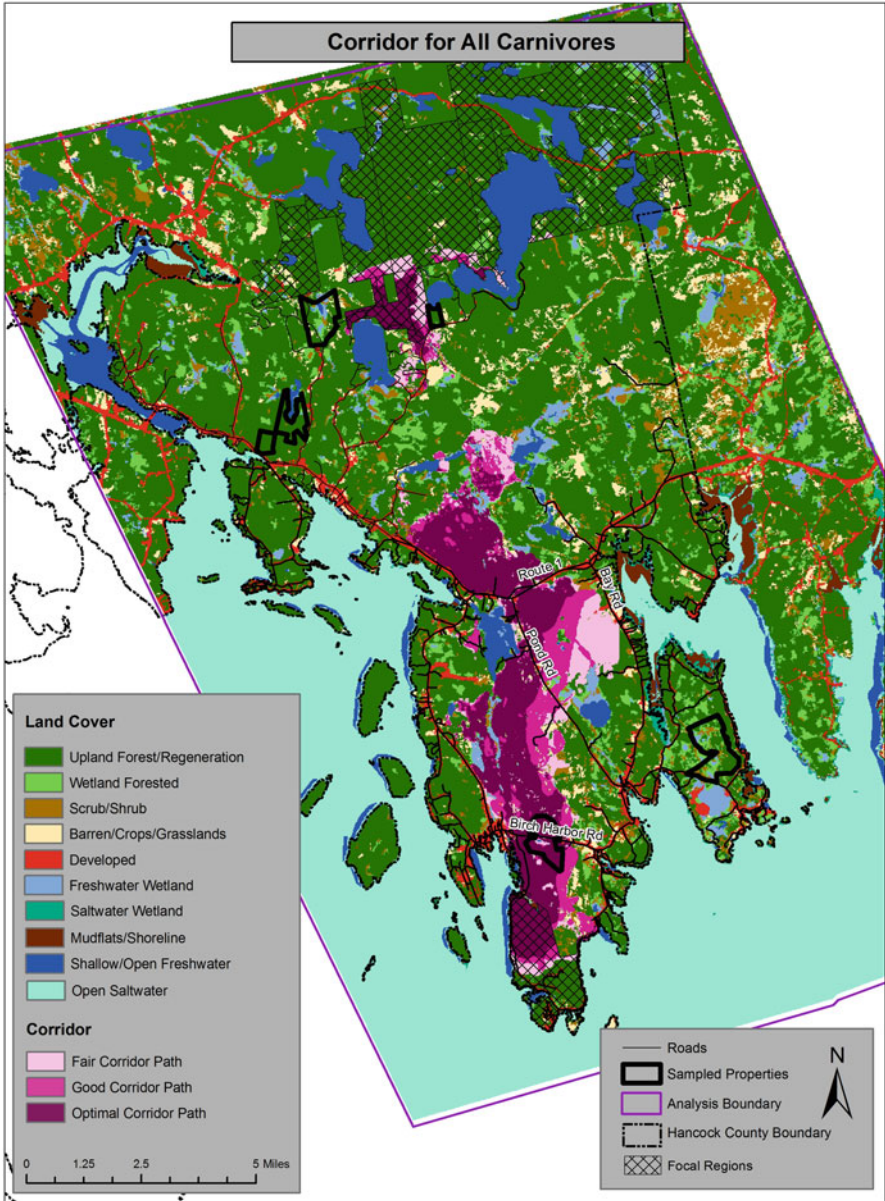 Corridor for All Carnivores
Route 1
Bay Rd
Pond Rd
Birch Harbor Rd
Land Cover
Upland Forest/Regeneration
Wetland Forested
Scrub/Shrub
Barren/Crops/Grasslands
Developed
Freshwater Wetland
Saltwater Wetland
Mudflats/Shoreline
Shallow/Open Freshwater
Open Saltwater
Corridor
Fair Corridor Path
Good Corridor Path
Optimal Corridor Path
0 1.25 2.5 5 Miles
Roads
Sampled Properties
Analysis Boundary
Hancock County Boundary
Focal Regions
N